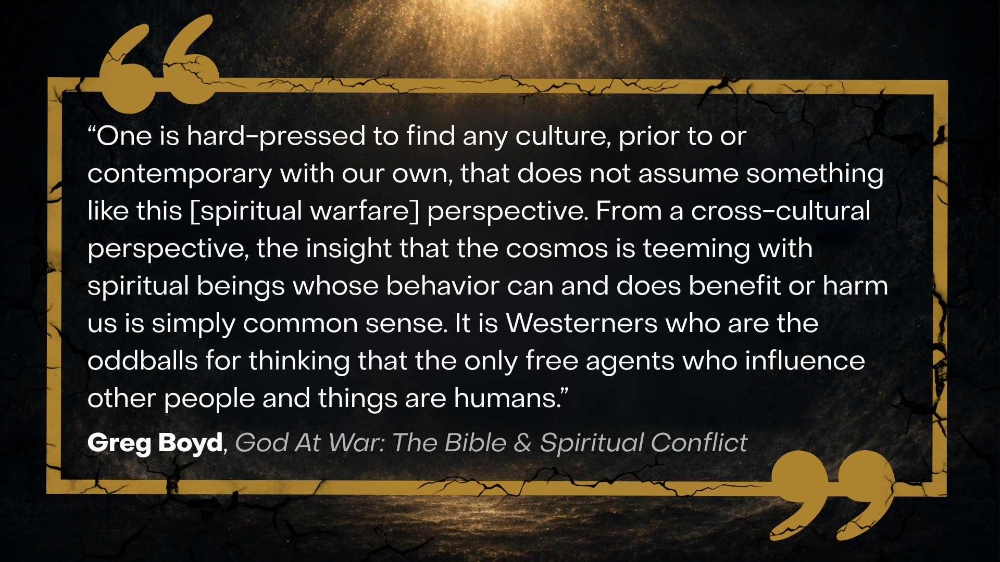 “One is hard-pressed to find any culture, prior to or
contemporary with our own, that does not assume something
like this [spiritual warfare] perspective. From a cross-cultural
perspective, the insight that the cosmos is teeming with
spiritual beings whose behavior can and does benefit or harm
us is simply common sense. It is Westerners who are the
oddballs for thinking that the only free agents who influence
other people and things are humans.”
Greg Boyd, God At War: The Bible & Spiritual Conflict